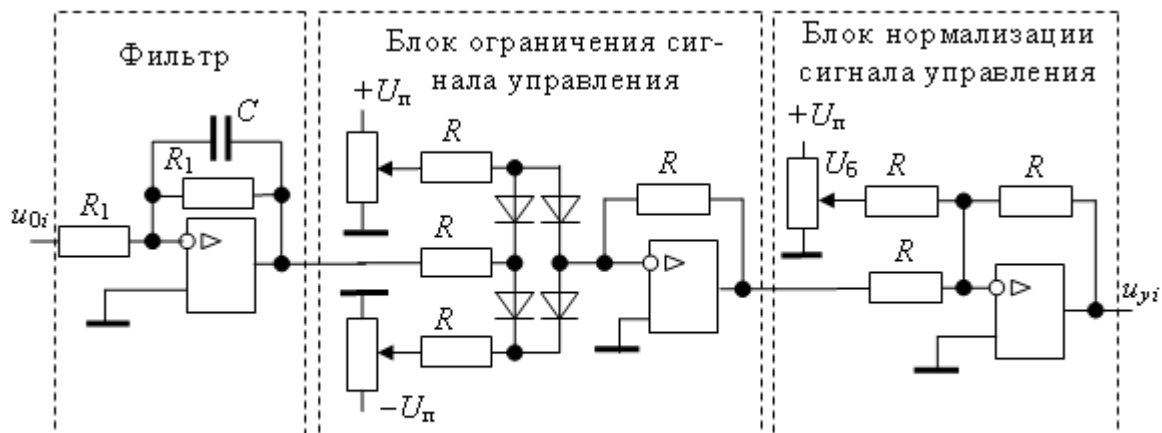 Фильтр
Блок ограничения сиг-
нала управления
Блок нормализации
сигнала управления
+Uп
C
R
+Uп
R1
Uб
R
R
R
u0i
R1
R
R
R
uyi
−Uп